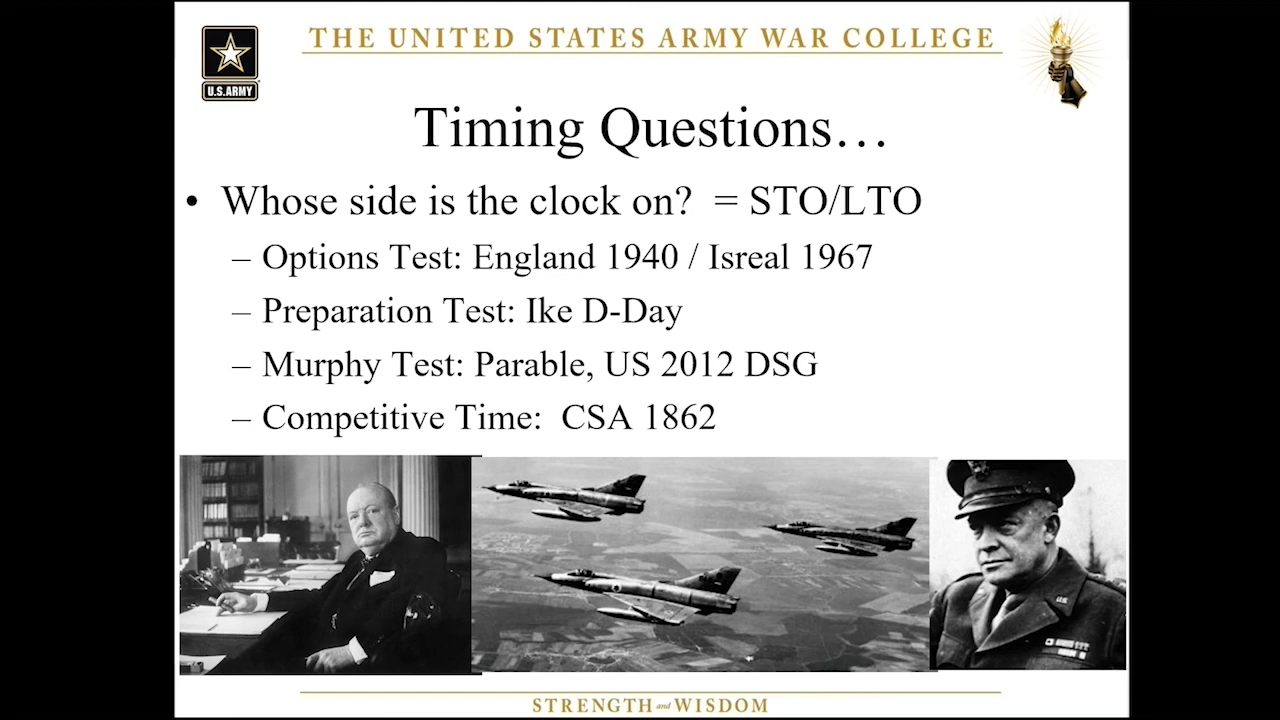 THE UNITED STATES ARMY WAR COLLEGE
U.S.ARMY
Timing Questions…
• Whose side is the clock on? = STO/LTO
– Options Test: England 1940 / Isreal 1967
– Preparation Test: Ike D-Day
– Murphy Test: Parable, US 2012 DSG
– Competitive Time: CSA 1862
STRENGTH and WISDOM